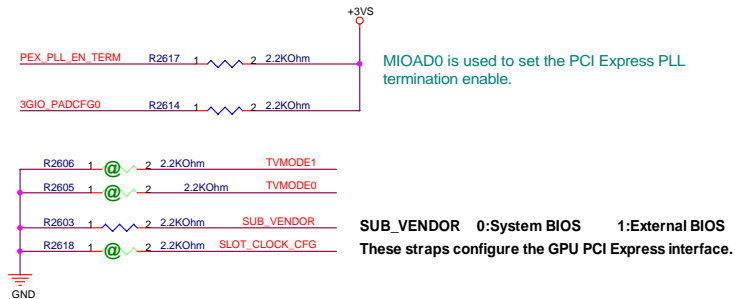 +3VS
PEX_PLL_EN_TERM R2617 1 2 2.2KOhm
MIOAD0 is used to set the PCI Express PLL
termination enable.
3GIO_PADCFG0 R2614 1 2 2.2KOhm
R2606 1 @ 2 2.2KOhm TVMODE1
R2605 1 @ 2 2.2KOhm TVMODE0
R2603 1 2 2.2KOhm SUB_VENDOR
SUB_VENDOR 0:System BIOS 1:External BIOS
R2618 1 @ 2 2.2KOhm SLOT_CLOCK_CFG
These straps configure the GPU PCI Express interface.
GND